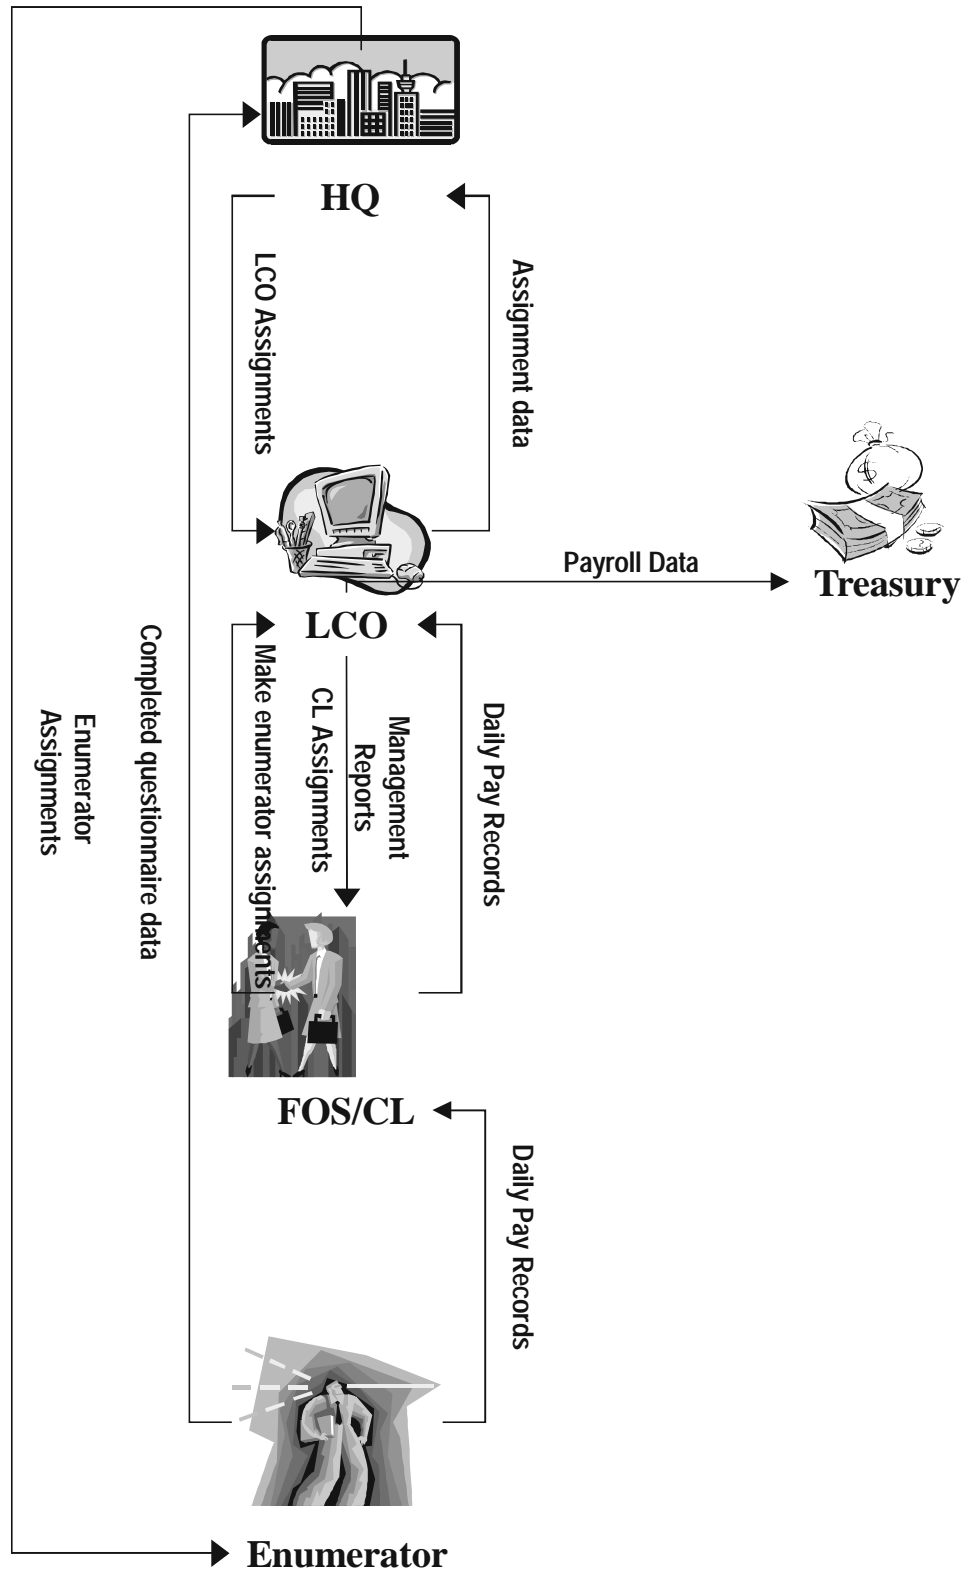 HQ
LCO Assignments
Assignment data
Payroll Data
Treasury
LCO
Make enumerator assignments
CL Assignments
Management
Reports
Daily Pay Records
Completed questionnaire data
Enumerator
Assignments
FOS/CL
Daily Pay Records
Enumerator